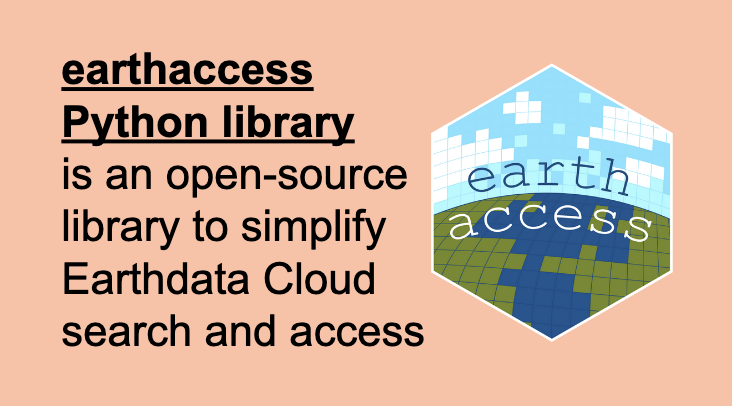 earthaccess
Python library
is an open-source
library to simplify
Earthdata Cloud
search and access
earth
access